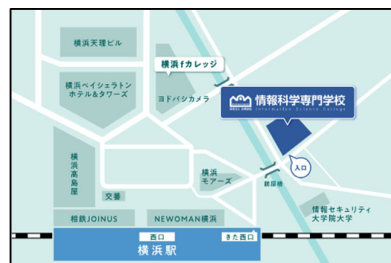 横浜天理ビル
横浜fカレッジ
横浜ベイシェラトン
ホテル&タワーズ
ヨドバシカメラ
情報科学専門学校
Information Science College
入口
横浜高島屋
横浜
モアーズ
鶴屋橋
交番
情報セキュリティ
大学院大学
相鉄JOINUS
NEWOMAN横浜
西口
きた西口
横浜駅